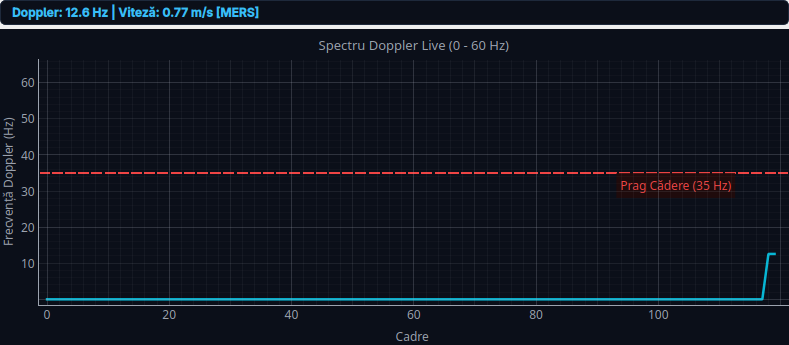 Doppler: 12.6 Hz | Viteză: 0.77 m/s [MERS]
Spectru Doppler Live (0 - 60 Hz)
Frecvență Doppler (Hz)
60
50
40
30
20
10
Prag Cădere (35 Hz)
0
20
40
60
80
100
Cadre